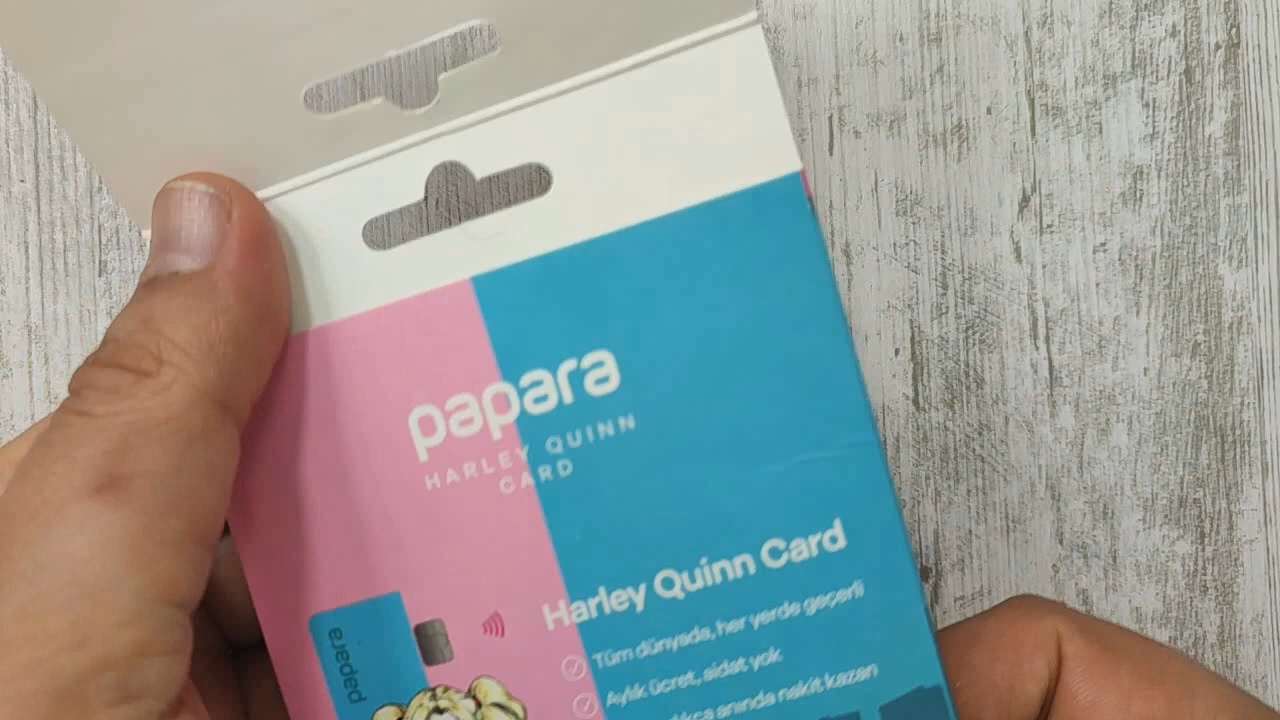 papara
HARLEY QUINN
CARD
Harley Quinn Card
Tüm dünyada, her yerde geçerli
Aylık ücret, aidat yok
anında nakit kazan
papara